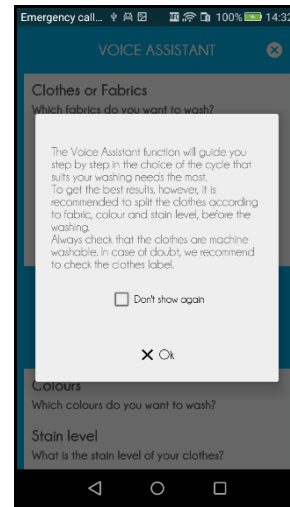 Emergency call... 100% 14:32
VOICE ASSISTANT
Clothes or Fabrics
Which fabrics do you want to wash?
The Voice Assistant function will guide you
step by step in the choice of the cycle that
suits your washing needs the most.
To get the best results, however, it is
recommended to split the clothes according
to fabric, colour and stain level, before the
washing.
Always check that the clothes are machine
washable. In case of doubt, we recommend
to check the clothes label.
Don't show again
Ok
Colours
Which colours do you want to wash?
Stain level
What is the stain level of your clothes?